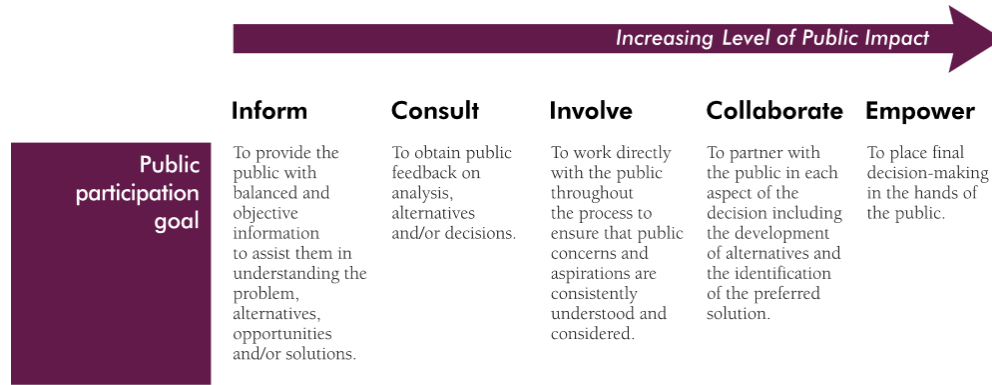 Increasing Level of Public Impact
Inform
Consult
Involve
Collaborate
Empower
Public
participation
goal
To provide the
public with
balanced and
objective
information
to assist them in
understanding the
problem,
alternatives,
opportunities
and/or solutions.
To obtain public
feedback on
analysis,
alternatives
and/or decisions.
To work directly
with the public
throughout
the process to
ensure that public
concerns and
aspirations are
consistently
understood and
considered.
To partner with
the public in each
aspect of the
decision including
the development
of alternatives and
the identification
of the preferred
solution.
To place final
decision-making
in the hands of
the public.